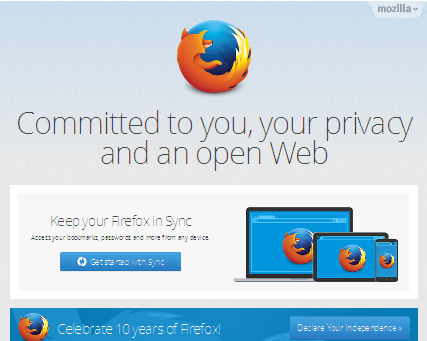 mozilla
Committed to you, your privacy
and an open Web
Keep your Firefox in Sync
Access your bookmarks, passwords and more from any device.
Get started with Sync
Celebrate 10 years of Firefox!
Declare Your Independence »